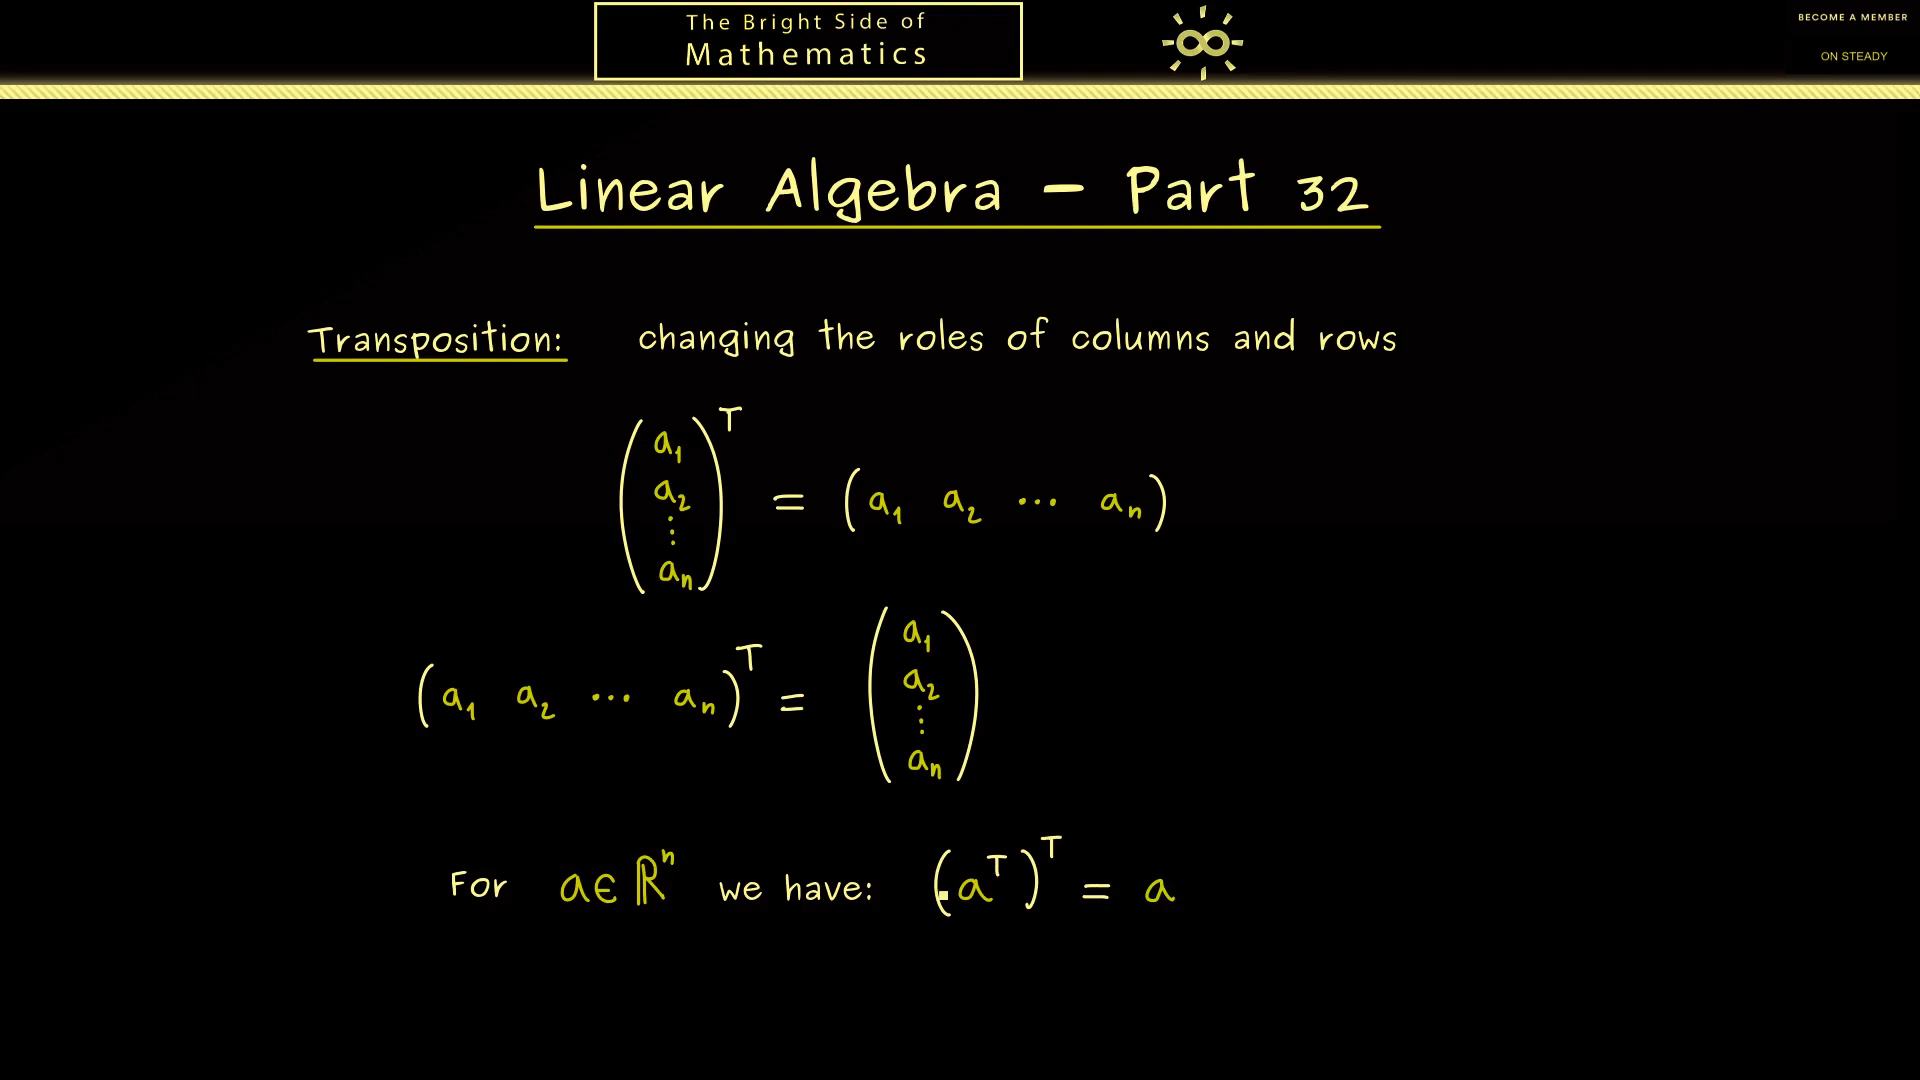 The Bright Side of
Mathematics
BECOME A MEMBER
ON STEADY
Linear Algebra – Part 32
Transposition: changing the roles of columns and rows
(a₁ a₂ ⋮ aₙ)ᵀ = (a₁ a₂ ⋯ aₙ)
(a₁ a₂ ⋯ aₙ)ᵀ = (a₁ a₂ ⋮ aₙ)
For a ∈ ℝⁿ we have: (aᵀ)ᵀ = a